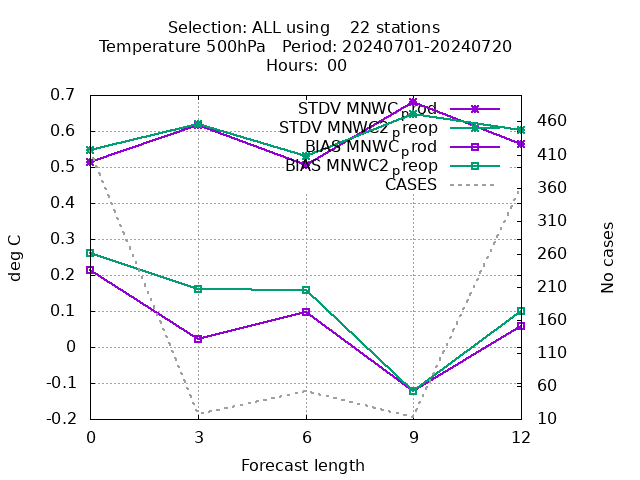 Selection: ALL using    22 stations
Temperature 500hPa   Period: 20240701-20240720
Hours: 00
0.7
0.6
0.5
0.4
0.3
0.2
0.1
0
-0.1
-0.2
deg C
STDV MNWC_prod
STDV MNWC2_preop
BIAS MNWC_prod
BIAS MNWC2_preop
CASES
460
410
360
310
260
210
160
110
60
10
No cases
0 3 6 9 12
Forecast length